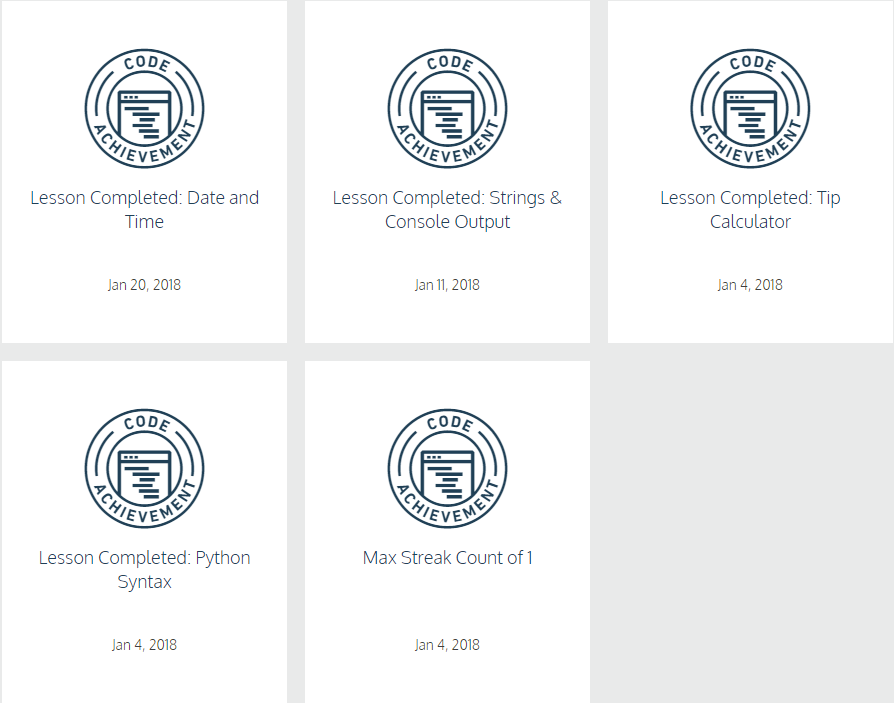 CODE
ACHIEVEMENT
Lesson Completed: Date and
Time
Jan 20, 2018
CODE
ACHIEVEMENT
Lesson Completed: Strings &
Console Output
Jan 11, 2018
CODE
ACHIEVEMENT
Lesson Completed: Tip
Calculator
Jan 4, 2018
CODE
ACHIEVEMENT
Lesson Completed: Python
Syntax
Jan 4, 2018
CODE
ACHIEVEMENT
Max Streak Count of 1
Jan 4, 2018